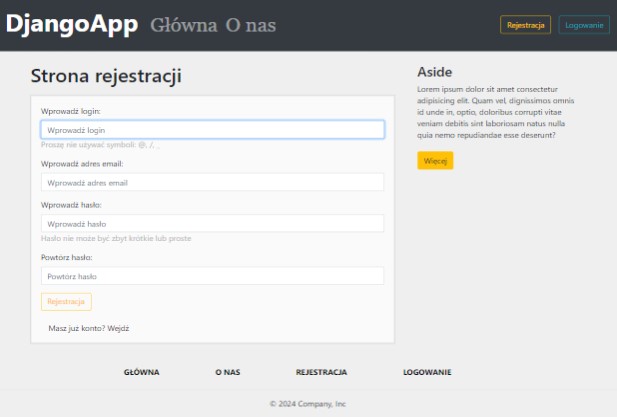 DjangoApp Główna O nas Rejestracja Logowanie
Strona rejestracji
Wprowadź login:
Wprowadź login
Proszę nie używać symboli: @, /, _
Wprowadź adres email:
Wprowadź adres email
Wprowadź hasło:
Wprowadź hasło
Hasło nie może być zbyt krótkie lub proste
Powtórz hasło:
Powtórz hasło
Rejestracja
Masz już konto? Wejdź
Aside
Lorem ipsum dolor sit amet consectetur
adipisicing elit. Quam vel, dignissimos omnis
id unde in, optio, doloribus corrupti vitae
veniam debitis sint laboriosam natus nulla
quia nemo repudiandae esse deserunt?
Więcej
GŁÓWNA O NAS REJESTRACJA LOGOWANIE
© 2024 Company, Inc